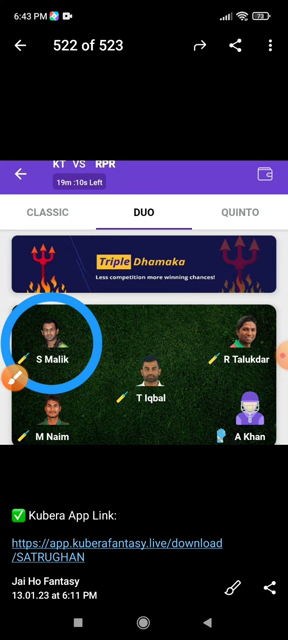 6:43 PM
73
522 of 523
KT VS RPR
19m :10s Left
CLASSIC DUO QUINTO
Triple Dhamaka
Less competition more winning chances!
S Malik
R Talukdar
T Iqbal
M Naim
A Khan
✅ Kubera App Link:
https://app.kuberafantasy.live/download
/SATRUGHAN
Jai Ho Fantasy
13.01.23 at 6:11 PM